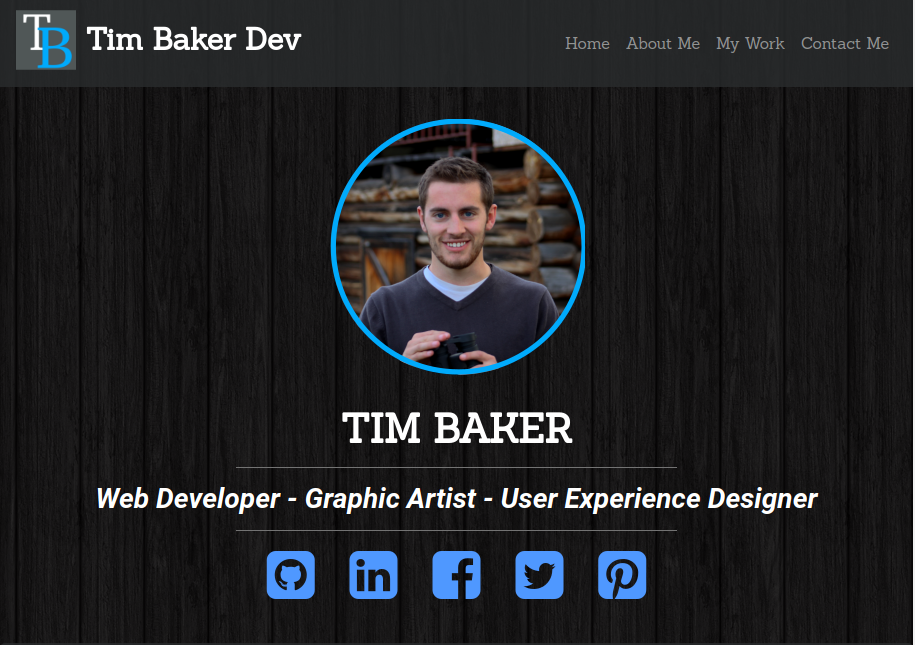 TB Tim Baker Dev
Home About Me My Work Contact Me
TIM BAKER
Web Developer - Graphic Artist - User Experience Designer
in